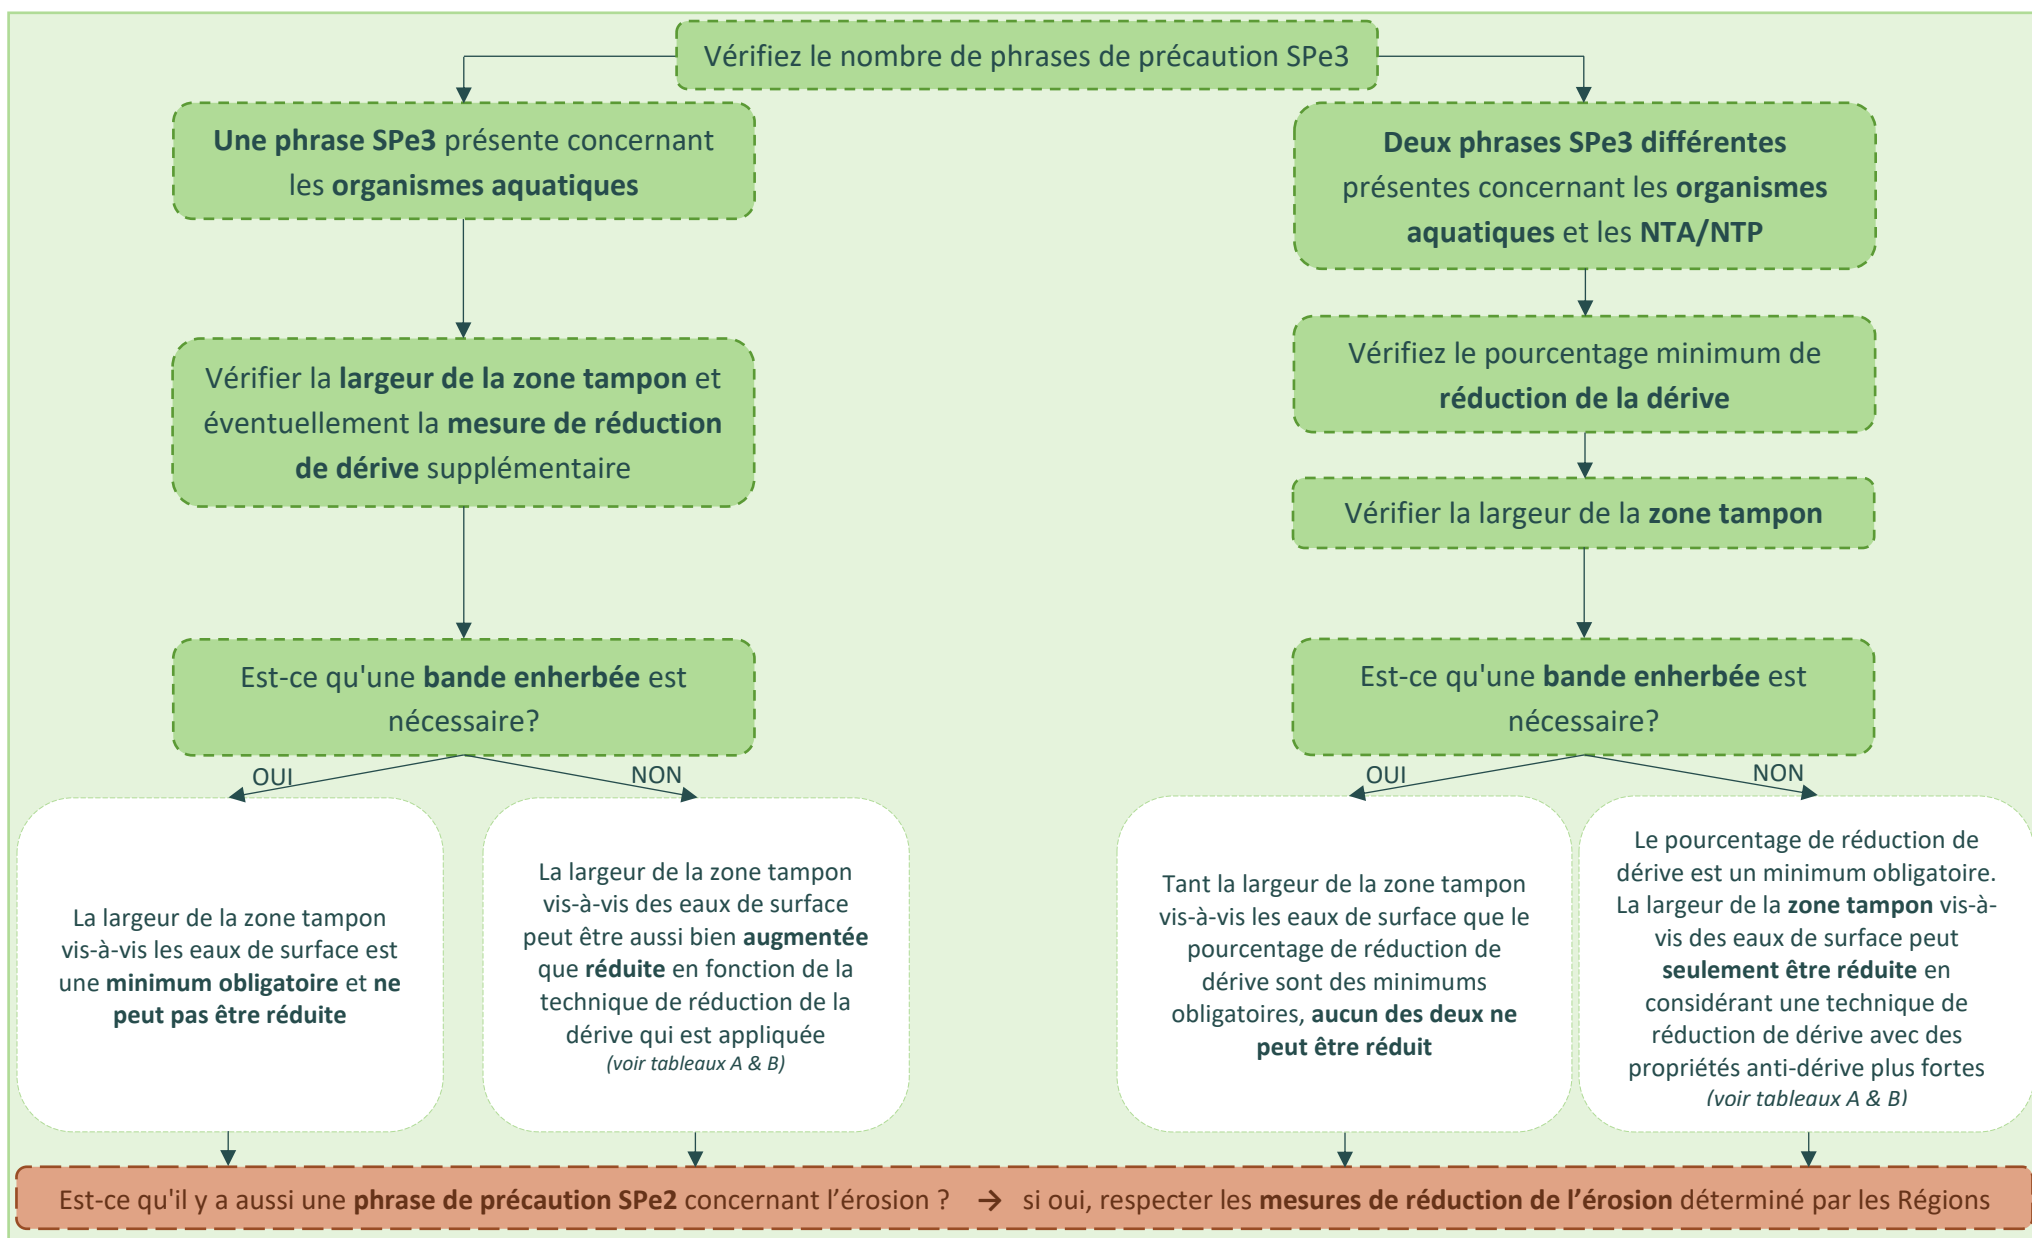 Vérifiez le nombre de phrases de précaution SPe3
Une phrase SPe3 présente concernant
les organismes aquatiques
Vérifier la largeur de la zone tampon et
éventuellement la mesure de réduction
de dérive supplémentaire
Est-ce qu'une bande enherbée est
nécessaire?
OUI
NON
La largeur de la zone tampon
vis-à-vis les eaux de surface est
une minimum obligatoire et ne
peut pas être réduite
La largeur de la zone tampon
vis-à-vis des eaux de surface
peut être aussi bien augmentée
que réduite en fonction de la
technique de réduction de la
dérive qui est appliquée
(voir tableaux A & B)
Deux phrases SPe3 différentes
présentes concernant les organismes
aquatiques et les NTA/NTP
Vérifiez le pourcentage minimum de
réduction de la dérive
Vérifier la largeur de la zone tampon
Est-ce qu'une bande enherbée est
nécessaire?
OUI
NON
Tant la largeur de la zone tampon
vis-à-vis les eaux de surface que le
pourcentage de réduction de
dérive sont des minimums
obligatoires, aucun des deux ne
peut être réduit
Le pourcentage de réduction de
dérive est un minimum obligatoire.
La largeur de la zone tampon vis-à-
vis des eaux de surface peut
seulement être réduite en
considérant une technique de
réduction de dérive avec des
propriétés anti-dérive plus fortes
(voir tableaux A & B)
Est-ce qu'il y a aussi une phrase de précaution SPe2 concernant l'érosion ? → si oui, respecter les mesures de réduction de l'érosion déterminé par les Régions